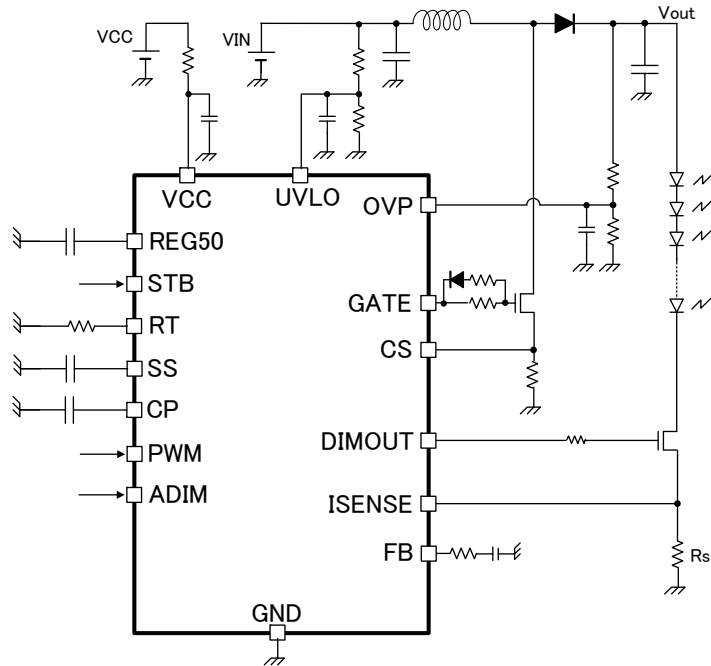 VCC
VIN
Vout
VCC
UVLO
OVP
REG50
STB
GATE
RT
CS
SS
CP
DIMOUT
PWM
ADIM
ISENSE
FB
Rs
GND